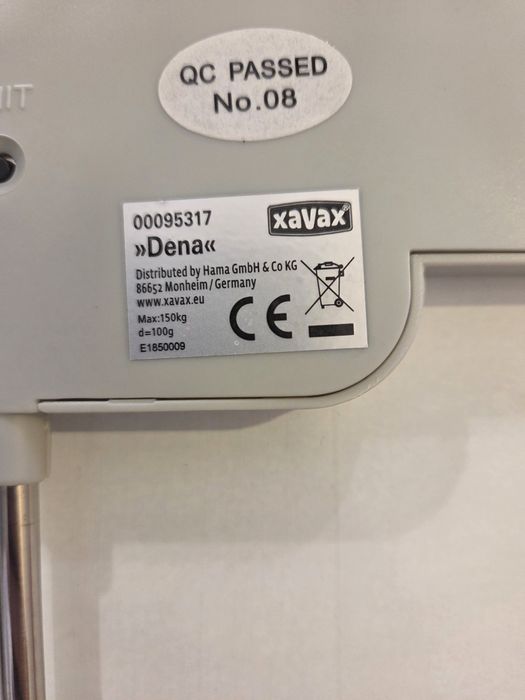 QC PASSED
No.08
00095317
xavax®
»Dena«
Distributed by Hama GmbH & Co KG
86652 Monheim/Germany
www.xavax.eu
Max:150kg
d=100g
E1850009
CE